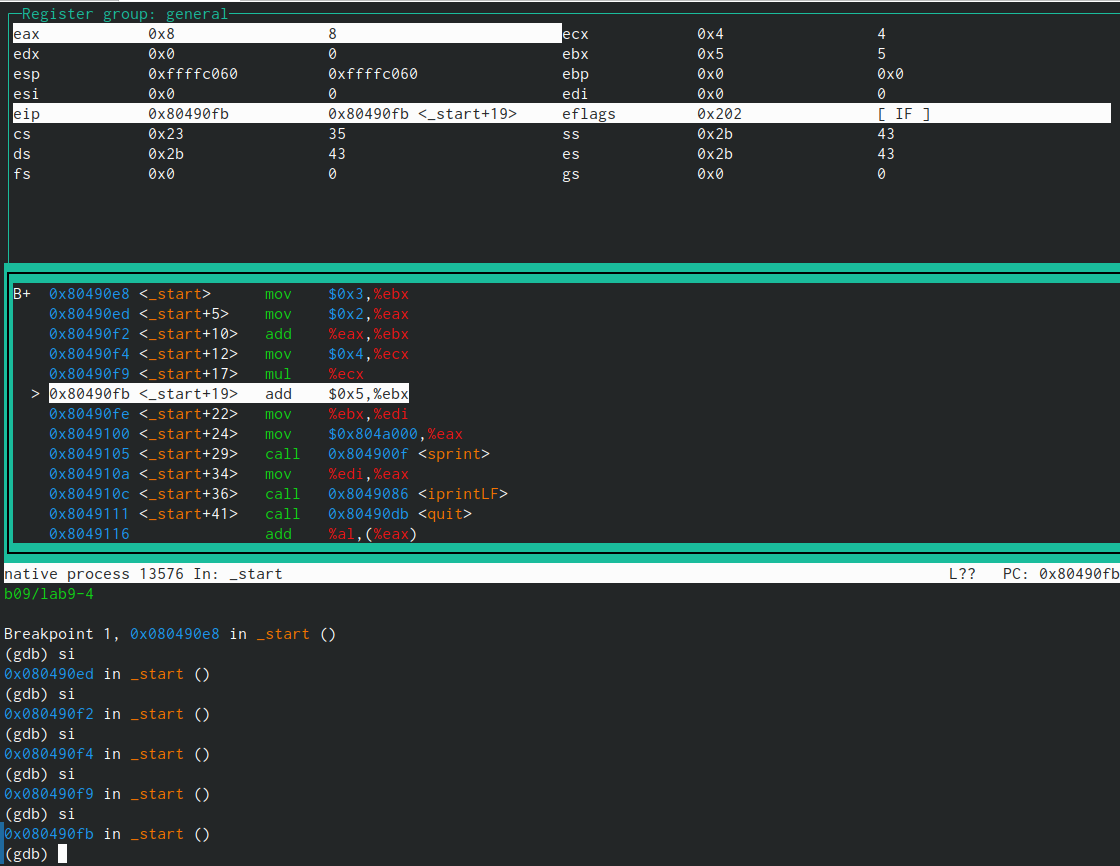 Register group: general
eax 0x8 8 ecx 0x4 4
edx 0x0 0 ebx 0x5 5
esp 0xffffc060 0xffffc060 ebp 0x0 0x0
esi 0x0 0 edi 0x0 0
eip 0x80490fb 0x80490fb <_start+19> eflags 0x202 [ IF ]
cs 0x23 35 ss 0x2b 43
ds 0x2b 43 es 0x2b 43
fs 0x0 0 gs 0x0 0
B+ 0x80490e8 <_start> mov $0x3,%ebx
0x80490ed <_start+5> mov $0x2,%eax
0x80490f2 <_start+10> add %eax,%ebx
0x80490f4 <_start+12> mov $0x4,%ecx
0x80490f9 <_start+17> mul %ecx
> 0x80490fb <_start+19> add $0x5,%ebx
0x80490fe <_start+22> mov %ebx,%edi
0x8049100 <_start+24> mov $0x804a000,%eax
0x8049105 <_start+29> call 0x804900f <sprint>
0x804910a <_start+34> mov %edi,%eax
0x804910c <_start+36> call 0x8049086 <iprintLF>
0x8049111 <_start+41> call 0x80490db <quit>
0x8049116 add %al,(%eax)
native process 13576 In: _start L?? PC: 0x80490fb
b09/lab9-4
Breakpoint 1, 0x080490e8 in _start ()
(gdb) si
0x080490ed in _start ()
(gdb) si
0x080490f2 in _start ()
(gdb) si
0x080490f4 in _start ()
(gdb) si
0x080490f9 in _start ()
(gdb) si
0x080490fb in _start ()
(gdb)